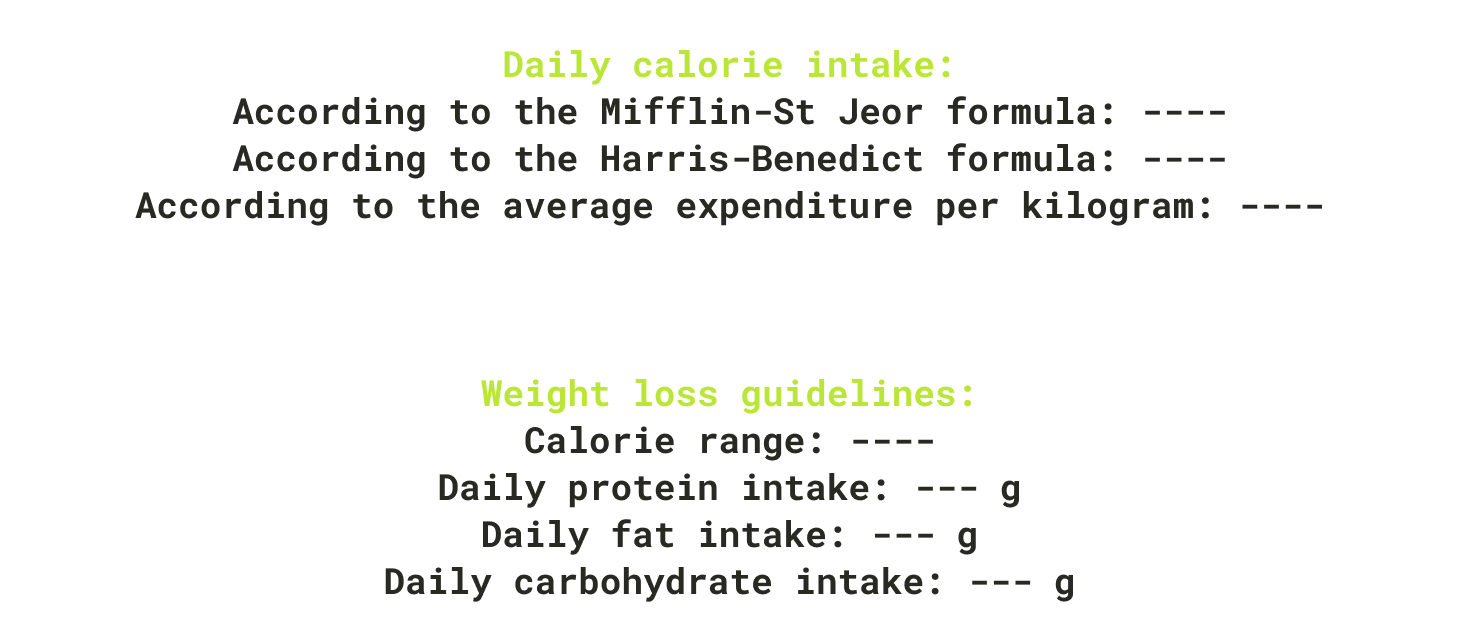 Daily calorie intake:
According to the Mifflin-St Jeor formula: ----
According to the Harris-Benedict formula: ----
According to the average expenditure per kilogram: ----
Weight loss guidelines:
Calorie range: ----
Daily protein intake: --- g
Daily fat intake: --- g
Daily carbohydrate intake: --- g